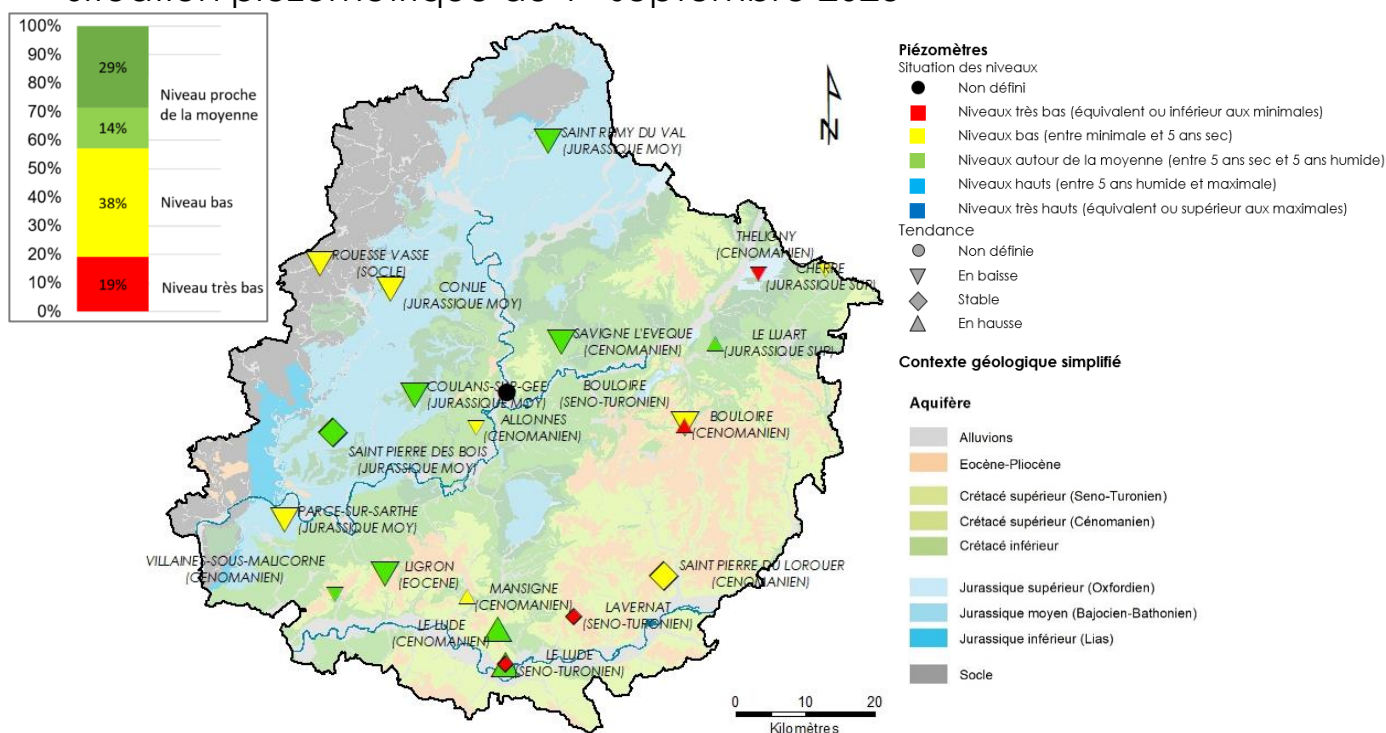 100%
90%
80%
70%
60%
50%
40%
30%
20%
10%
0%
29%
14%
38%
19%
Niveau proche
de la moyenne
Niveau bas
Niveau très bas
SAINT REMY DU VAL
(JURASSIQUE MOY)
ROUESSE VASSE
(SOCLE)
CONLIE
(JURASSIQUE MOY)
THELIGNY
(CENOMANIEN)
CHERRE
(JURASSIQUE SUP)
SAVIGNE L'EVEQUE
(CENOMANIEN)
LE LUART
(JURASSIQUE SUP)
COULANS-SUR-GEE
(JURASSIQUE MOY)
BOULOIRE
(SENO-TURONIEN)
ALLONNES
(CENOMANIEN)
BOULOIRE
(CENOMANIEN)
SAINT PIERRE DES BOIS
(JURASSIQUE MOY)
PARCE-SUR-SARTHE
(JURASSIQUE MOY)
VILLAINES-SOUS-MALICORNE
(CENOMANIEN)
LIGRON
(EOCENE)
MANSIGNE
(CENOMANIEN)
SAINT PIERRE DU LOROUER
(CENOMANIEN)
LAVERNAT
(SENO-TURONIEN)
LE LUDE
(CENOMANIEN)
LE LUDE
(SENO-TURONIEN)
N
0 10 20
Kilomètres
Piézomètres
Situation des niveaux
Non défini
Niveaux très bas (équivalent ou inférieur aux minimales)
Niveaux bas (entre minimale et 5 ans sec)
Niveaux autour de la moyenne (entre 5 ans sec et 5 ans humide)
Niveaux hauts (entre 5 ans humide et maximale)
Niveaux très hauts (équivalent ou supérieur aux maximales)
Tendance
Non définie
En baisse
Stable
En hausse
Contexte géologique simplifié
Aquifère
Alluvions
Eocène-Pliocène
Crétacé supérieur (Seno-Turonien)
Crétacé supérieur (Cénomanien)
Crétacé inférieur
Jurassique supérieur (Oxfordien)
Jurassique moyen (Bajocien-Bathonien)
Jurassique inférieur (Lias)
Socle